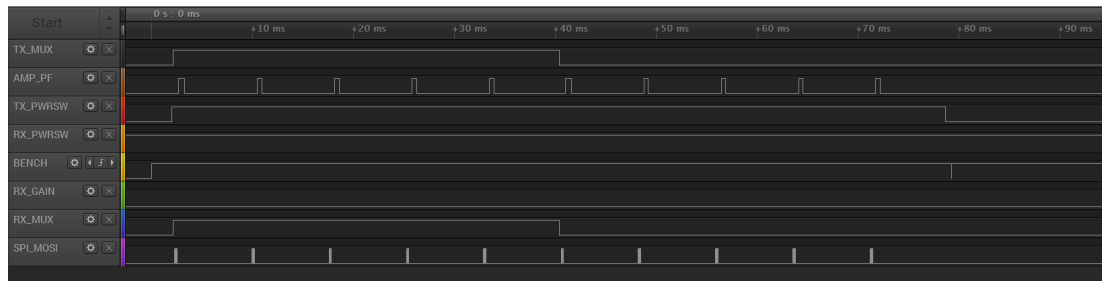 Start
0 s : 0 ms
+10 ms +20 ms +30 ms +40 ms +50 ms +60 ms +70 ms +80 ms +90 ms
TX_MUX
AMP_PF
TX_PWRSW
RX_PWRSW
BENCH
RX_GAIN
RX_MUX
SPI_MOSI